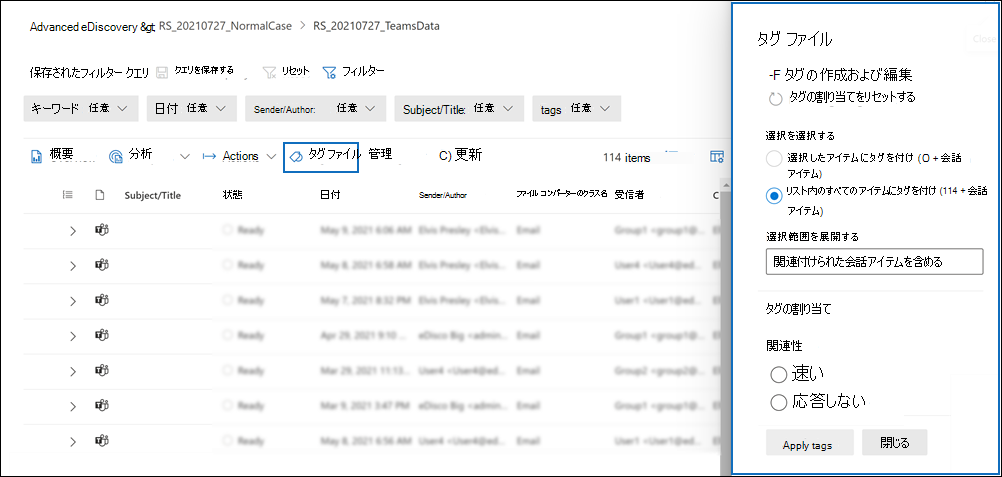 Advanced eDiscovery &gt; RS_20210727_NormalCase > RS_20210727_TeamsData
保存されたフィルター クエリ クエリを保存する リセット フィルター
キーワード 任意 日付 任意 Sender/Author: 任意 Subject/Title: 任意 tags 任意
概要 分析 Actions タグファイル 管理 C) 更新 114 items
Subject/Title 状態 日付 Sender/Author ファイル コンバーターのクラス名 受信者 C
Ready May 9, 2021 6:06 AM Elvis Presley <Elvis... Email Group1 <group1@...
Ready May 8, 2021 6:58 AM Elvis Presley <Elvis... Email User4 <User4@ed...
Ready May 7, 2021 8:32 PM Elvis Presley <Elvis... Email User1 <User1@ed...
Ready Apr 29, 2021 9:10 ... eDisco Big <admin... Email Group1 <group1@...
Ready Mar 29, 2021 11:13... User4 <User4@ed... Email Group2 <group2@...
Ready Mar 9, 2021 3:47 PM eDisco Big <admin... Email Group1 <group1@...
Ready May 8, 2021 6:56 AM User4 <User4@ed... Email User1 <User1@ed...
タグ ファイル
Close
-F タグの作成および編集
タグの割り当てをリセットする
選択を選択する
選択したアイテムにタグを付け (O + 会話
アイテム)
リスト内のすべてのアイテムにタグを付け (114 + 会話
アイテム)
選択範囲を展開する
関連付けられた会話アイテムを含める
タグの割り当て
関連性
速い
応答しない
Apply tags 閉じる